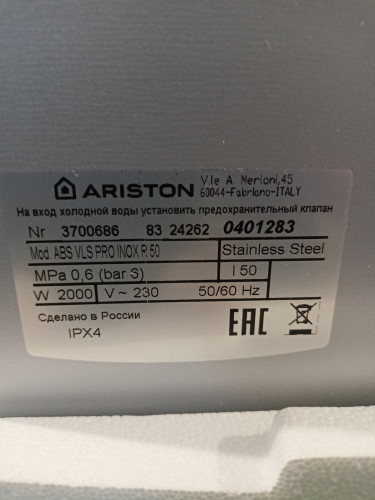 ARISTON V.le A. Merloni,45
60044-Fabriano-ITALY
На вход холодной воды установить предохранительный клапан
Nr 3700686 83 24262 0401283
Mod. ABS VLS PRO INOX R 50 Stainless Steel
MPa 0,6 (bar 6) l 50
W 2000 V~ 230 50/60 Hz
Сделано в России
IPX4
EAC